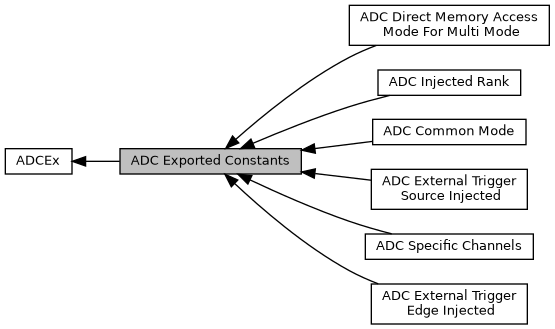 ADC Direct Memory Access
Mode For Multi Mode
ADC Injected Rank
ADC Common Mode
ADCEx
ADC Exported Constants
ADC External Trigger
Source Injected
ADC Specific Channels
ADC External Trigger
Edge Injected